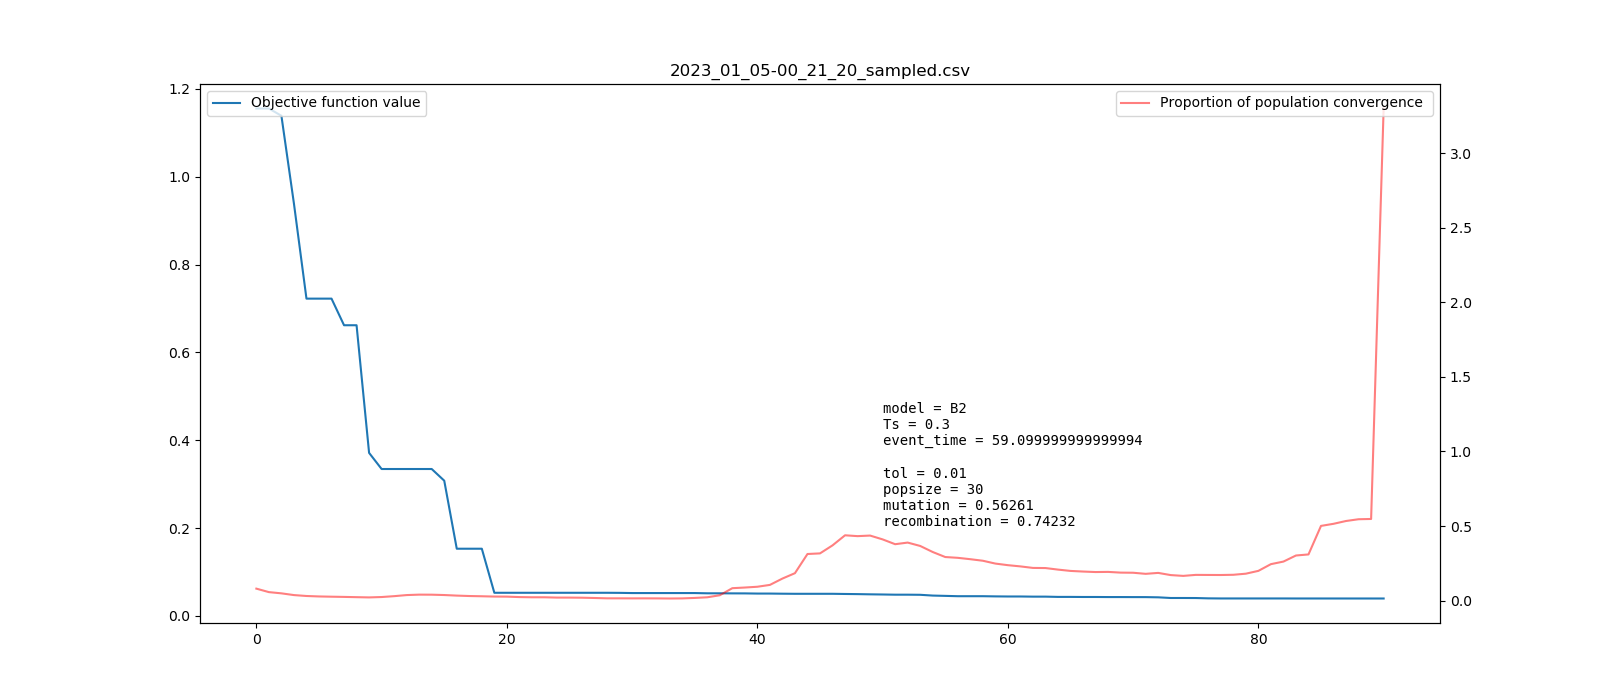 2023_01_05-00_21_20_sampled.csv
Objective function value
Proportion of population convergence
1.2
1.0
0.8
0.6
0.4
0.2
0.0
3.0
2.5
2.0
1.5
1.0
0.5
0.0
model = B2
Ts = 0.3
event_time = 59.099999999999994
tol = 0.01
popsize = 30
mutation = 0.56261
recombination = 0.74232
0
20
40
60
80